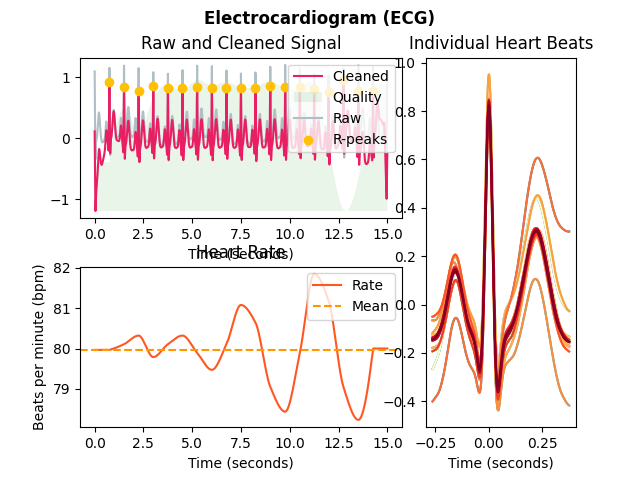 Electrocardiogram (ECG)
Raw and Cleaned Signal
1
0
−1
Cleaned
Quality
Raw
R-peaks
0.0 2.5 5.0 7.5 10.0 12.5 15.0
Time (seconds)
Heart Rate
Beats per minute (bpm)
82
81
80
79
Rate
Mean
0.0 2.5 5.0 7.5 10.0 12.5 15.0
Time (seconds)
Individual Heart Beats
1.0
0.8
0.6
0.4
0.2
0.0
−0.2
−0.4
−0.25 0.00 0.25
Time (seconds)